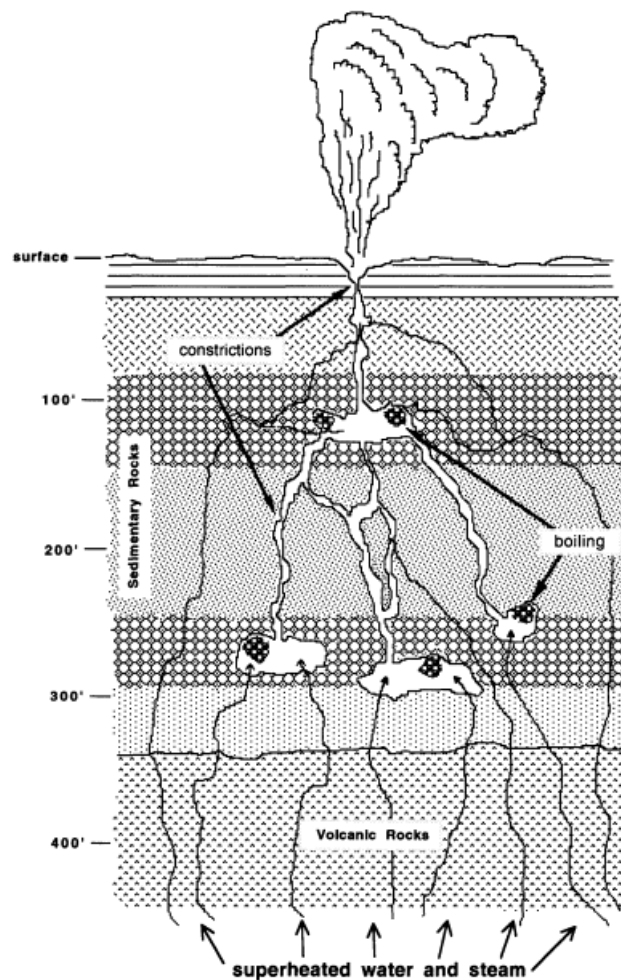 surface
constrictions
100'
Sedimentary Rocks
200'
boiling
300'
Volcanic Rocks
400'
superheated water and steam